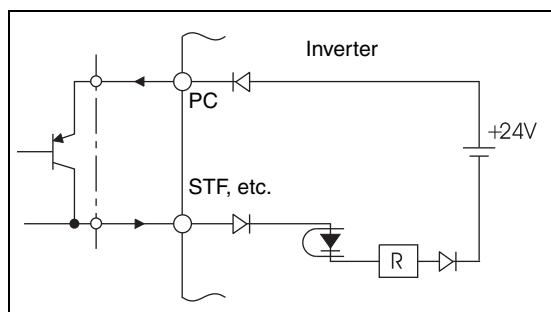 Inverter
PC
+24V
STF, etc.
R